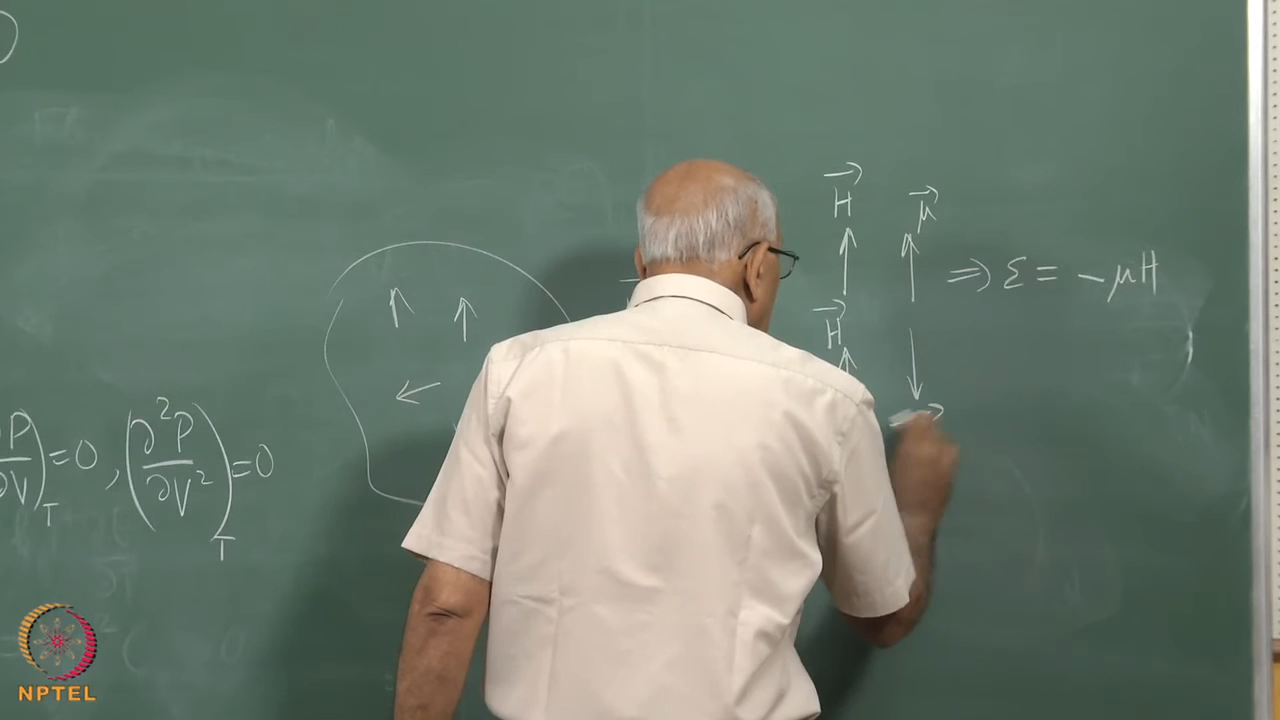 H⃗ μ⃗
⇒ Ɛ = -μH
H⃗
∂P/∂V)_T = 0 , (∂²P/∂V²)_T = 0
NPTEL